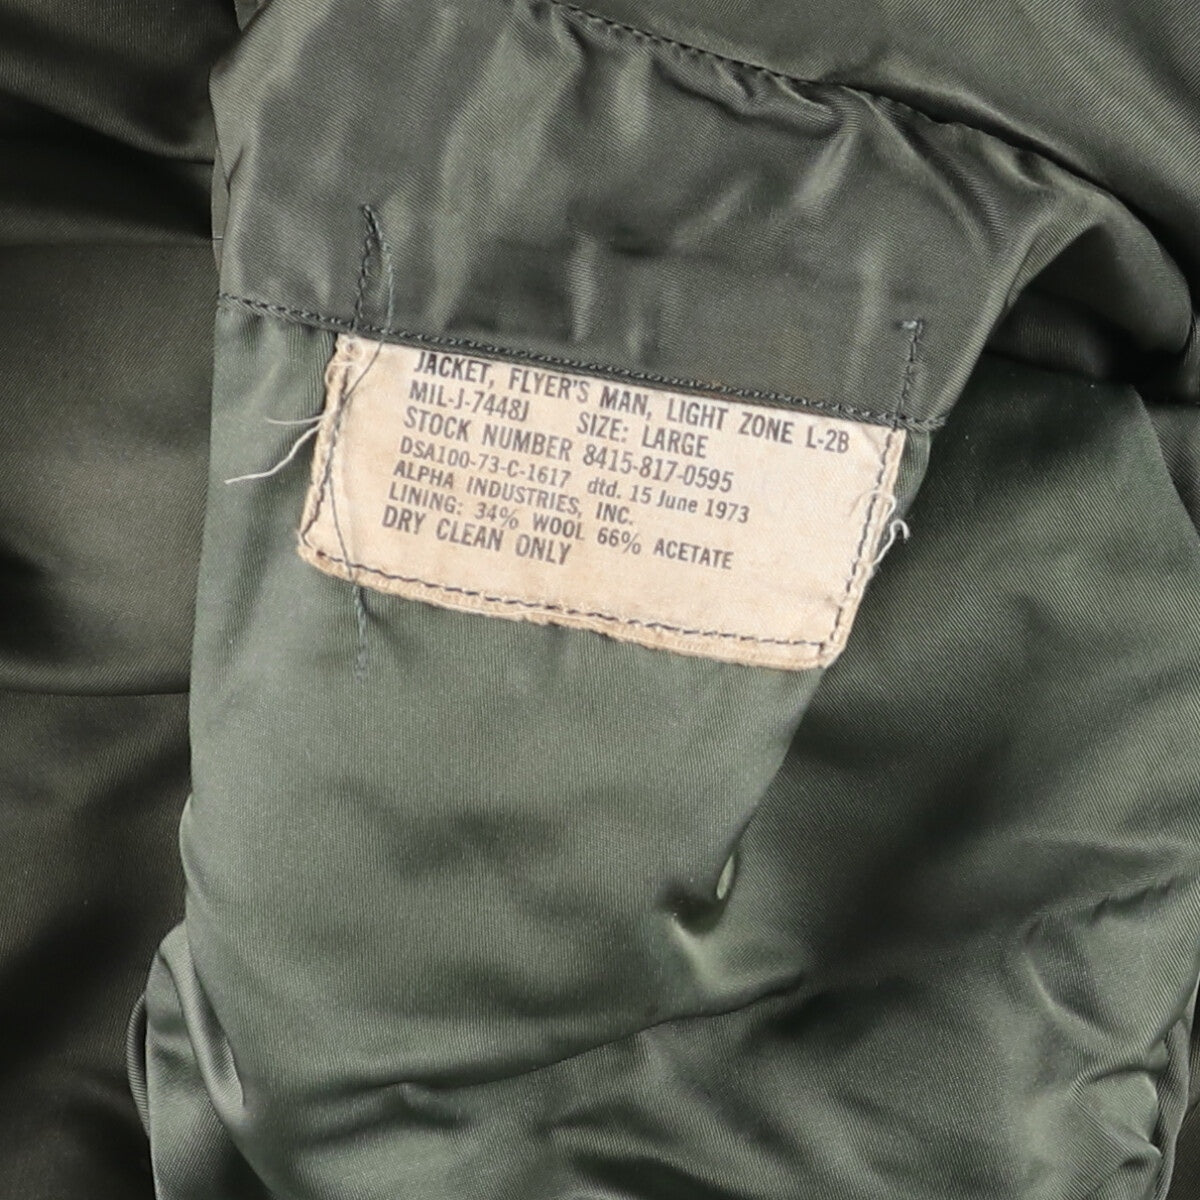 JACKET, FLYER'S MAN, LIGHT ZONE L-2B
MIL-J-7448J SIZE: LARGE
STOCK NUMBER 8415-817-0595
DSA100-73-C-1617 dtd. 15 June 1973
ALPHA INDUSTRIES, INC.
LINING: 34% WOOL 66% ACETATE
DRY CLEAN ONLY